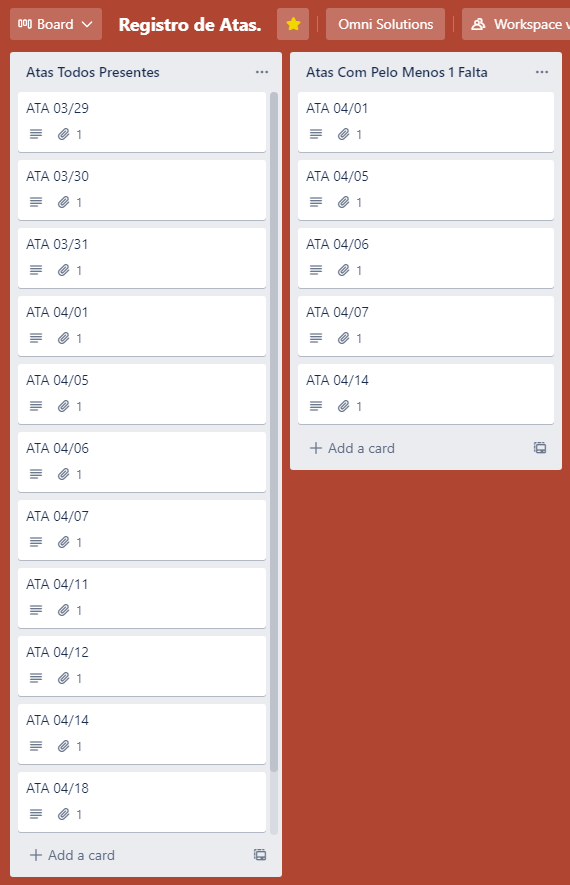 Board
Registro de Atas.
Omni Solutions
Workspace
Atas Todos Presentes
ATA 03/29
1
ATA 03/30
1
ATA 03/31
1
ATA 04/01
1
ATA 04/05
1
ATA 04/06
1
ATA 04/07
1
ATA 04/11
1
ATA 04/12
1
ATA 04/14
1
ATA 04/18
1
+ Add a card
Atas Com Pelo Menos 1 Falta
ATA 04/01
1
ATA 04/05
1
ATA 04/06
1
ATA 04/07
1
ATA 04/14
1
+ Add a card